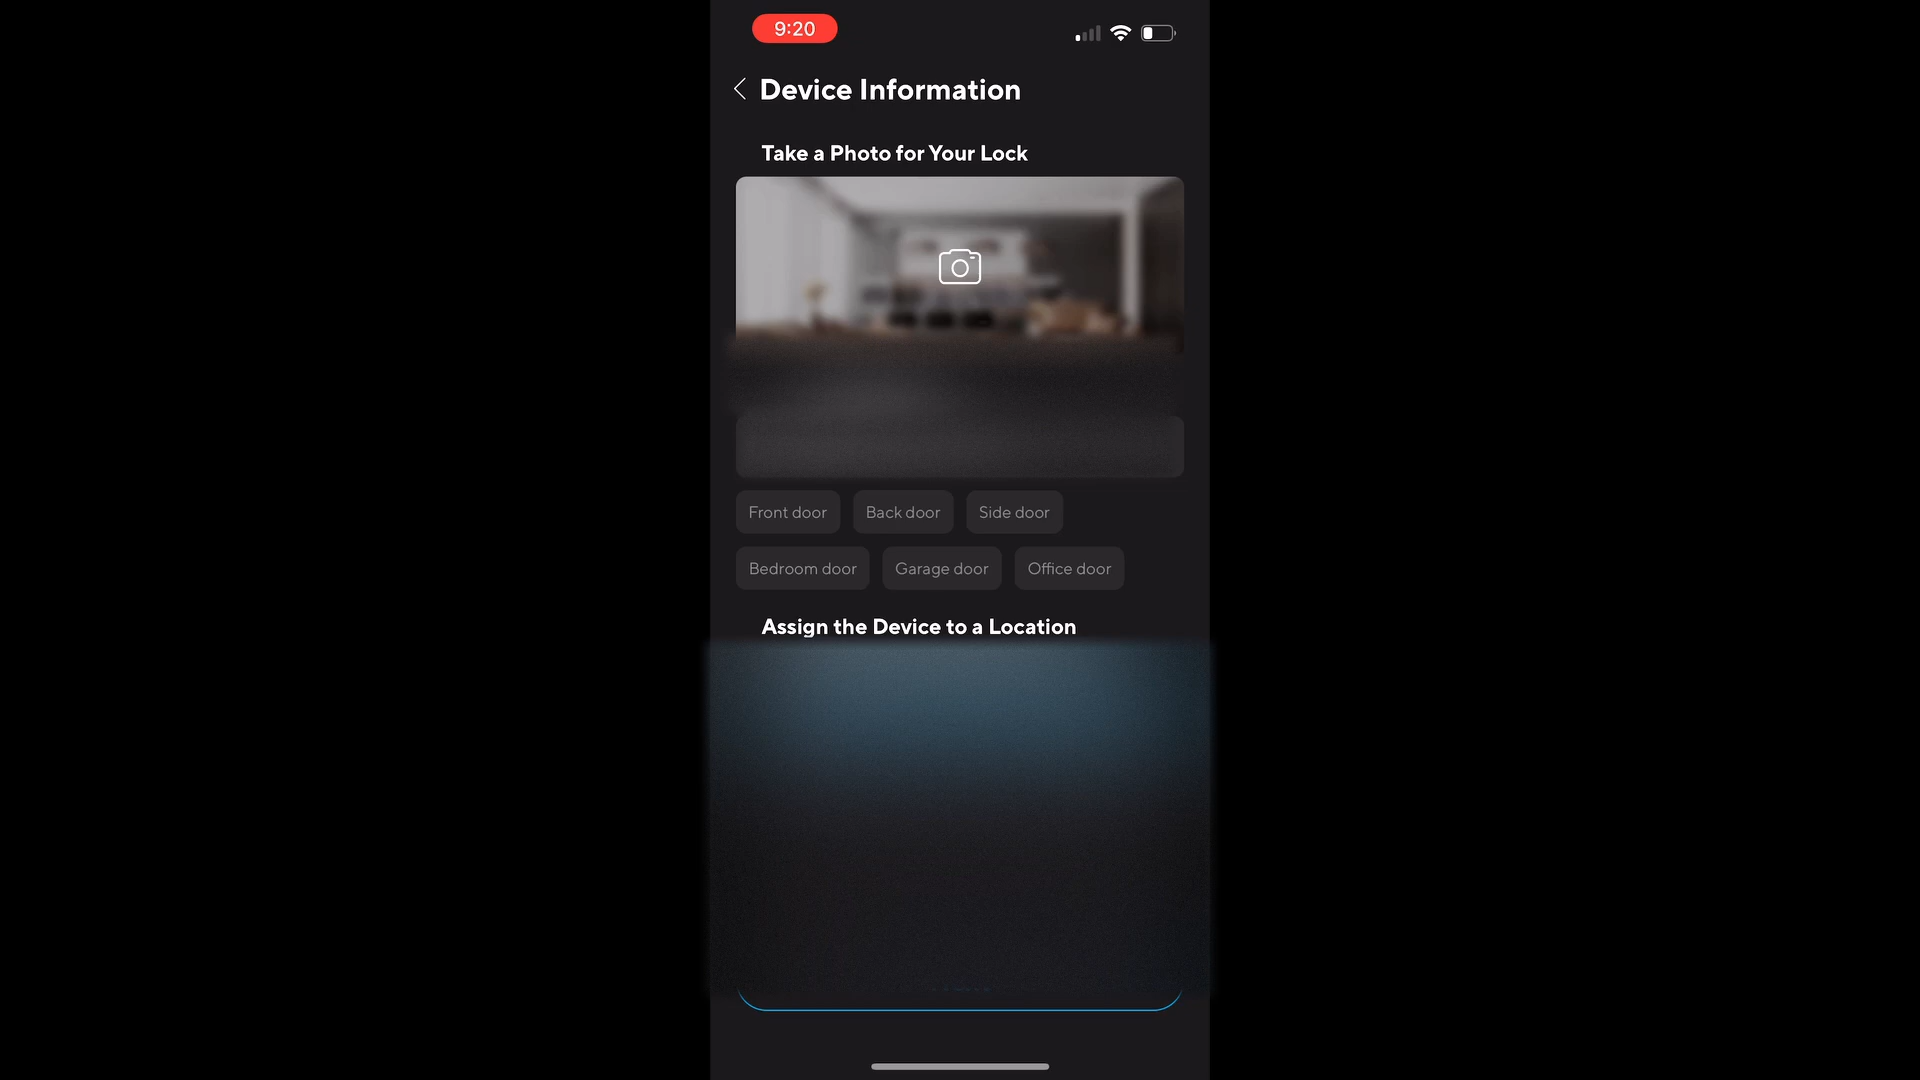 9:20
Device Information
Take a Photo for Your Lock
Front door
Back door
Side door
Bedroom door
Garage door
Office door
Assign the Device to a Location